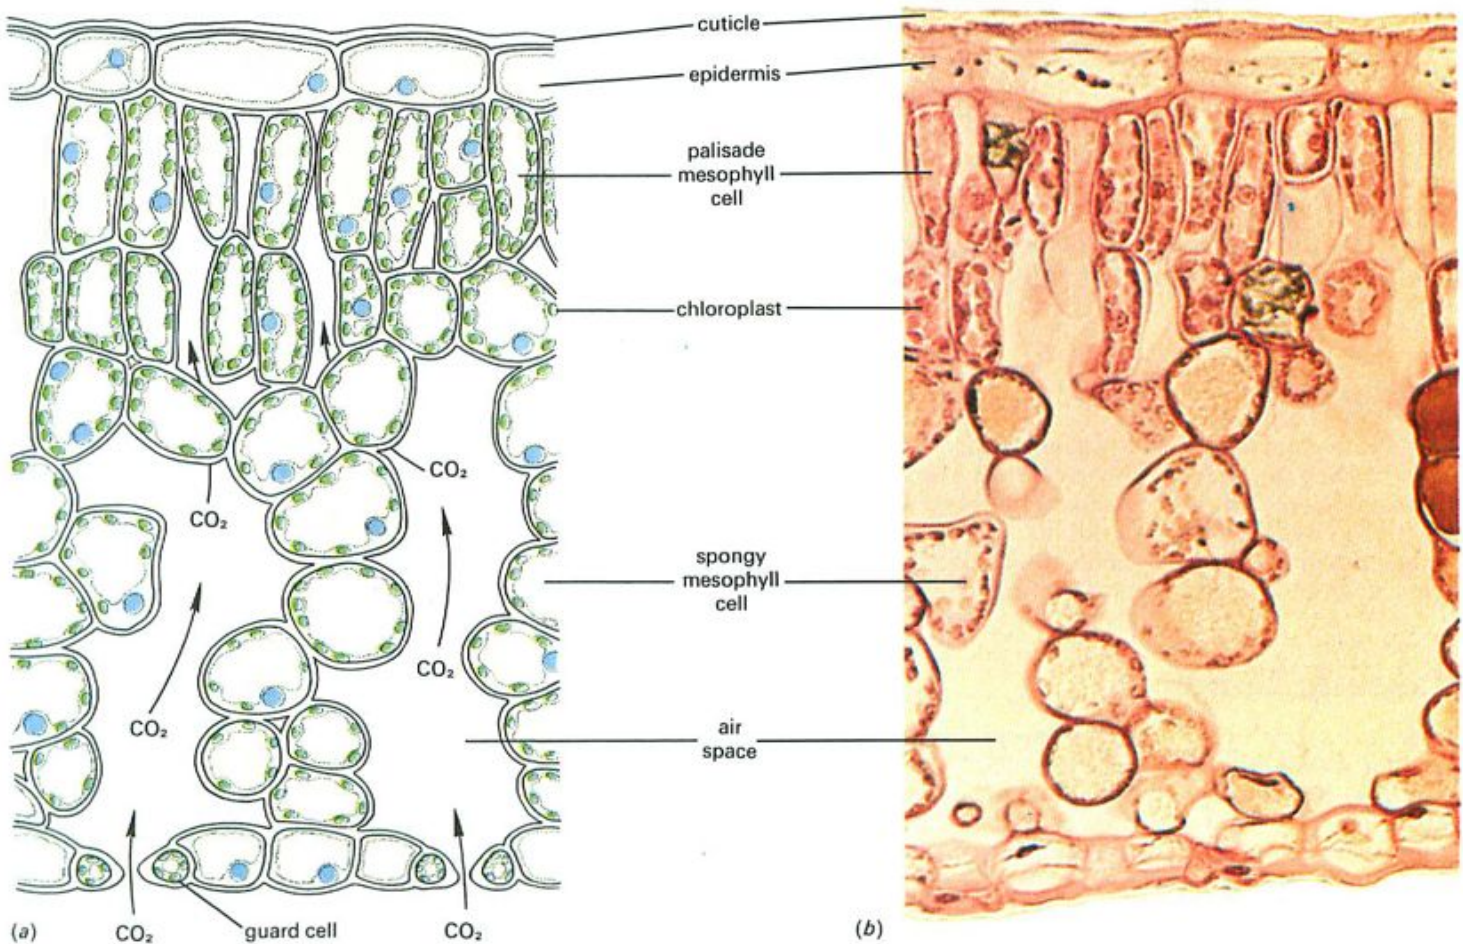 cuticle
epidermis
palisade
mesophyll
cell
chloroplast
CO₂
CO₂
spongy
mesophyll
cell
CO₂
CO₂
air
space
(a)
CO₂
guard cell
CO₂
(b)